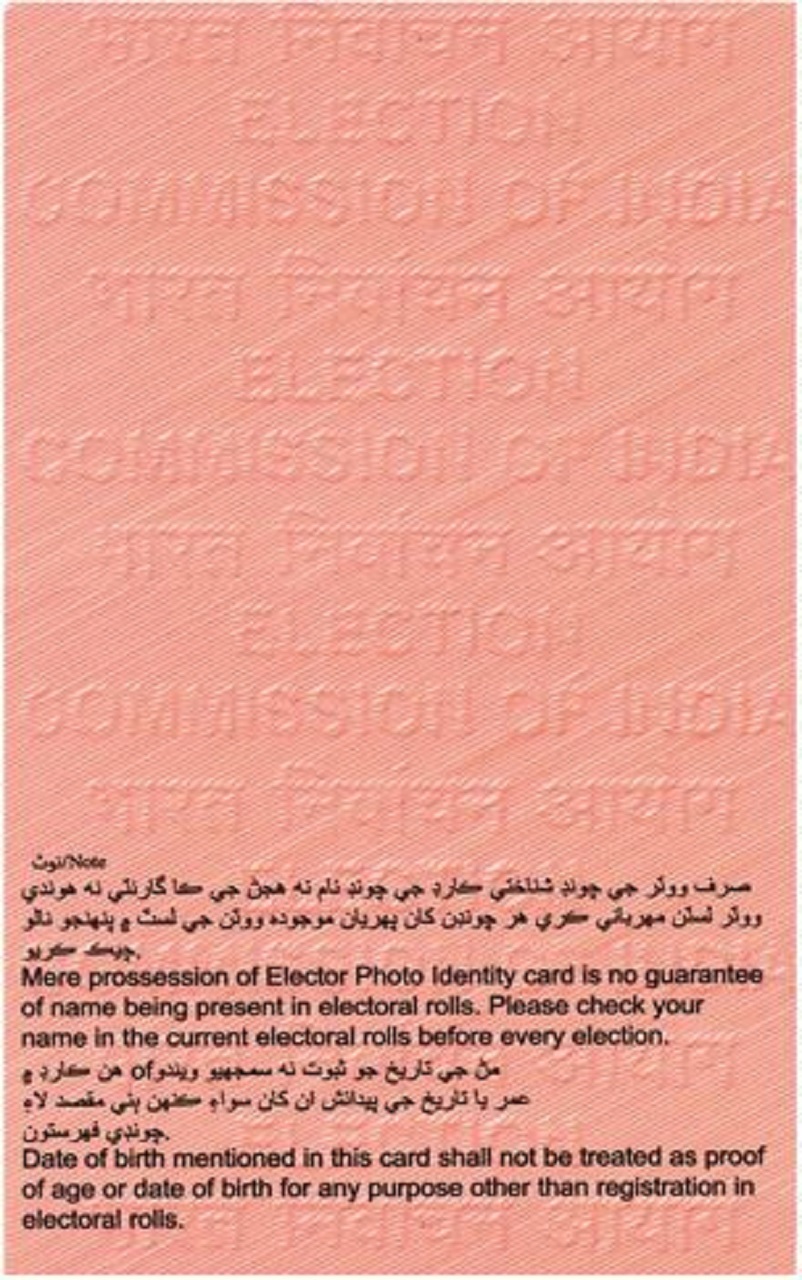 भारत निर्वाचन आयोग
ELECTION
COMMISSION OF INDIA
भारत निर्वाचन आयोग
ELECTION
COMMISSION OF INDIA
भारत निर्वाचन आयोग
ELECTION
COMMISSION OF INDIA
भारत निर्वाचन आयोग
نوٽ/Note
صرف ووٽر جي چونڊ شناختي ڪارڊ جي چونڊ نام نه هجڻ جي ڪا گارنٽي نه هوندي
ووٽر لسٽن مهرباني ڪري هر چونڊن کان پهريان موجوده ووٽن جي لسٽ ۾ پنهنجو نالو
چيڪ ڪريو.
Mere prossession of Elector Photo Identity card is no guarantee
of name being present in electoral rolls. Please check your
name in the current electoral rolls before every election.
مڻ جي تاريخ جو ثبوت نه سمجهيو ويندو of هن ڪارڊ ۾
عمر يا تاريخ جي پيدائش ان کان سواءِ ڪنهن ٻئي مقصد لاءِ
چونڊي فهرستون.
Date of birth mentioned in this card shall not be treated as proof
of age or date of birth for any purpose other than registration in
electoral rolls.